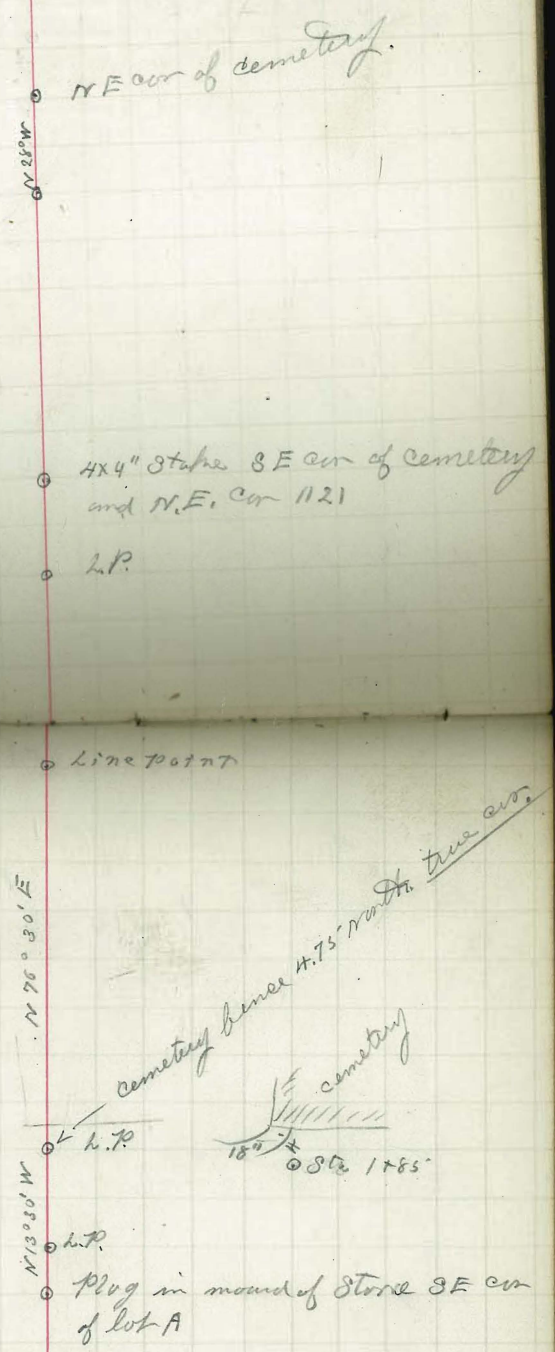 N E cor of cemetery.
N 28° W
4x4" Stake S E cor of cemetery
and N.E. Cor 1121
L.P.
Line Point
N 76° 30' E
cemetery fence 4.75 North true cor.
cemetery
L.P.
18"
Sta 1+85
N 13° 30' W
L.P.
Plug in mound of Stone SE cor
of lot A